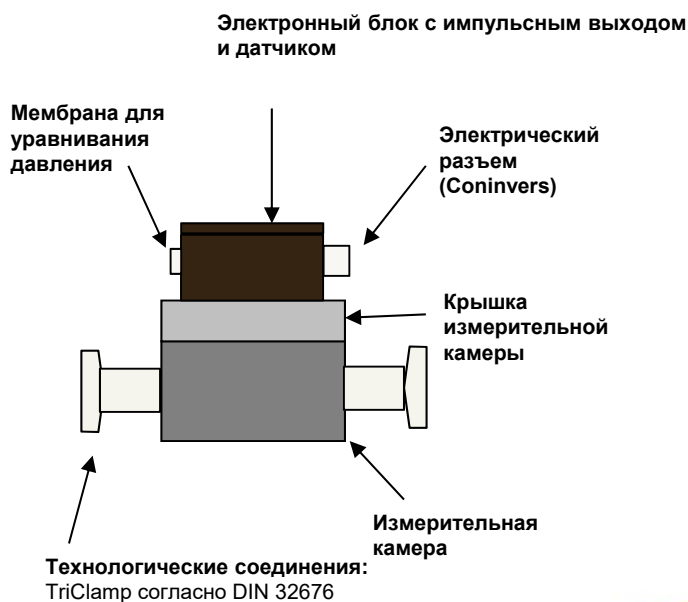 Электронный блок с импульсным выходом
и датчиком
Мембрана для
уравнивания
давления
Электрический
разъем
(Coninvers)
Крышка
измерительной
камеры
Измерительная
камера
Технологические соединения:
TriClamp согласно DIN 32676